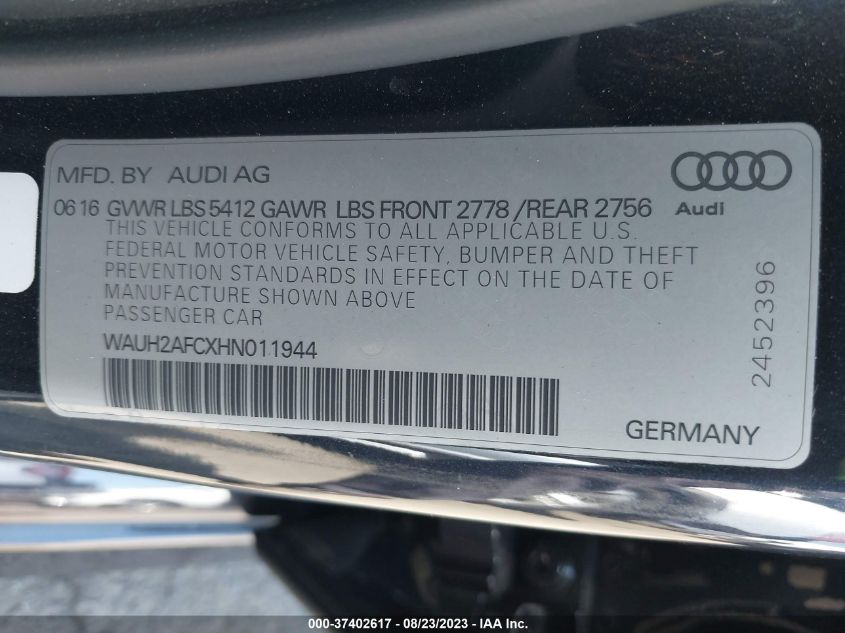 MFD. BY AUDI AG
06 16 GVWR LBS 5412 GAWR LBS FRONT 2778 /REAR 2756
Audi
THIS VEHICLE CONFORMS TO ALL APPLICABLE U.S.
FEDERAL MOTOR VEHICLE SAFETY, BUMPER AND THEFT
PREVENTION STANDARDS IN EFFECT ON THE DATE OF
MANUFACTURE SHOWN ABOVE
PASSENGER CAR
WAUH2AFCXHN011944
2452396
GERMANY
000-37402617 - 08/23/2023 - IAA Inc.